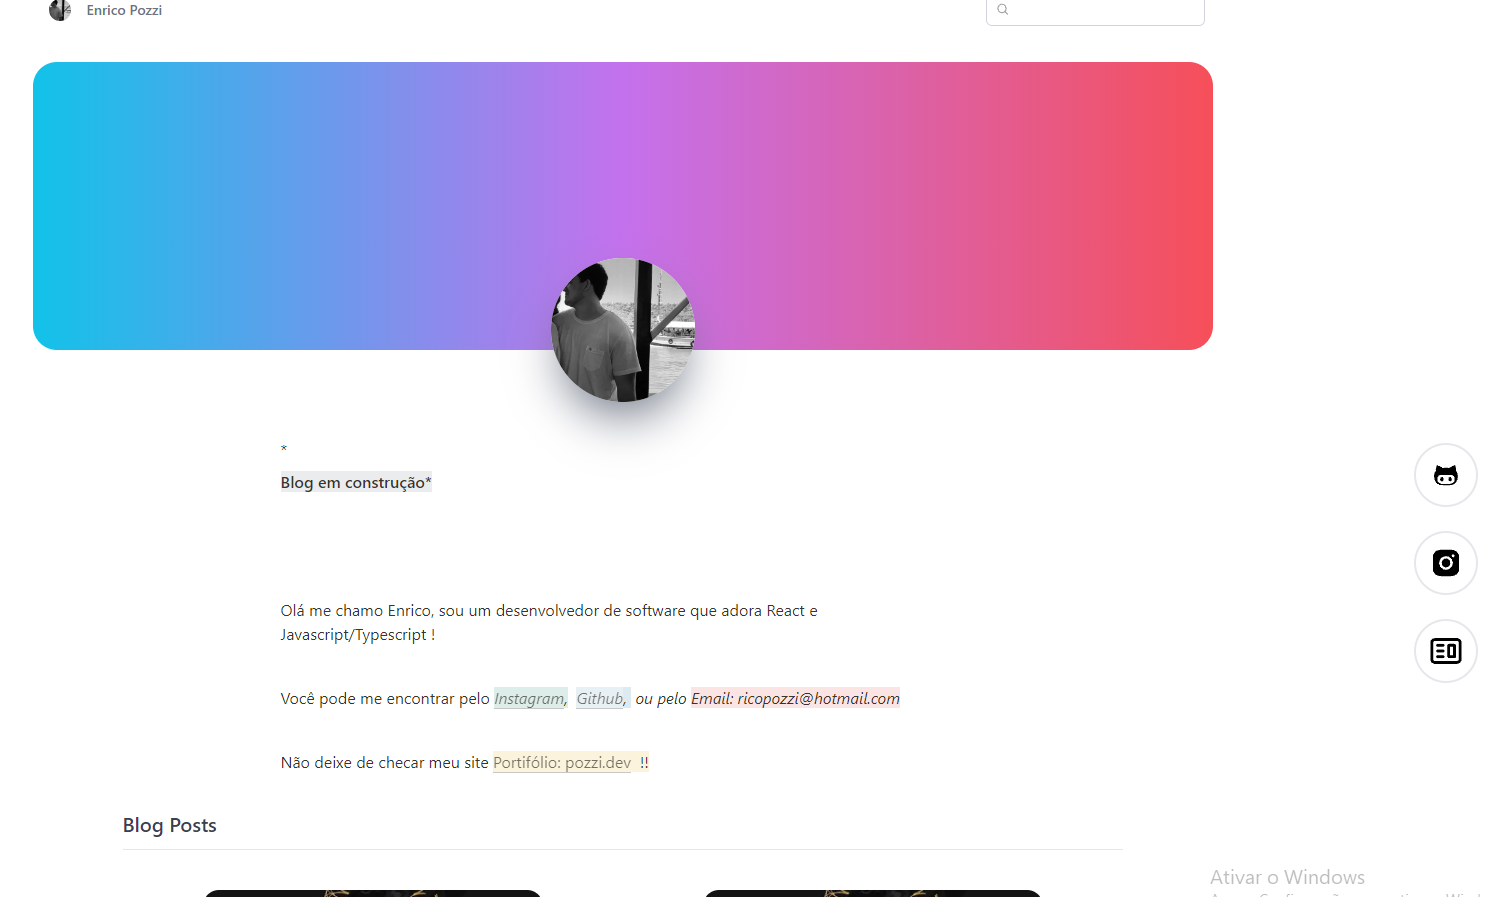 Enrico Pozzi
*
Blog em construção*
Olá me chamo Enrico, sou um desenvolvedor de software que adora React e
Javascript/Typescript !
Você pode me encontrar pelo Instagram, Github, ou pelo Email: ricopozzi@hotmail.com
Não deixe de checar meu site Portifólio: pozzi.dev !!
Blog Posts
Ativar o Windows